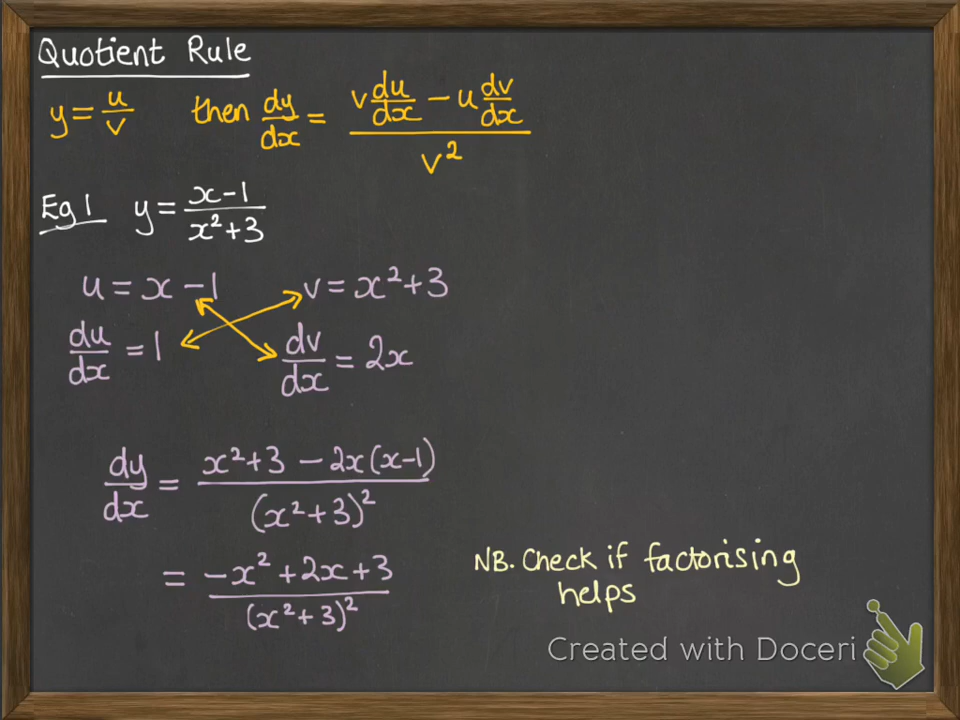 Quotient Rule
y = u/v then dy/dx = (v du/dx − u dv/dx)/v²
Eg 1 y = (x−1)/(x²+3)
u = x − 1 v = x² + 3
du/dx = 1 dv/dx = 2x
dy/dx = (x²+3 − 2x(x−1))/(x²+3)²
= (−x² + 2x + 3)/(x²+3)²
NB. Check if factorising
helps
Created with Doceri